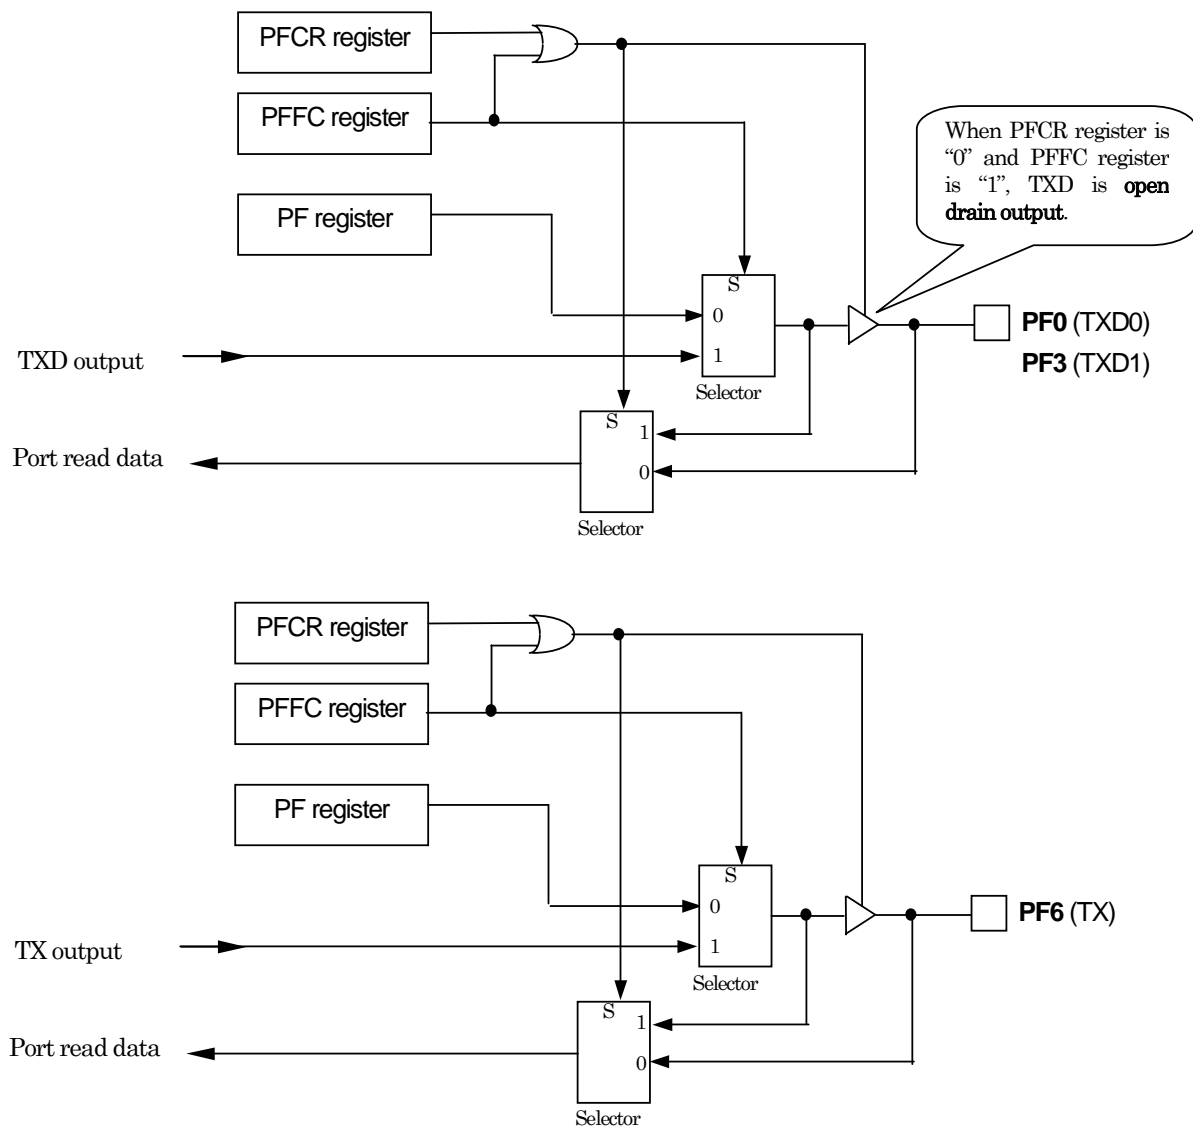 PFCR register
PFFC register
PF register
When PFCR register is
“0” and PFFC register
is “1”, TXD is open
drain output.
S
0
1
Selector
TXD output
PF0 (TXD0)
PF3 (TXD1)
S
1
0
Selector
Port read data
PFCR register
PFFC register
PF register
S
0
1
Selector
TX output
PF6 (TX)
S
1
0
Selector
Port read data